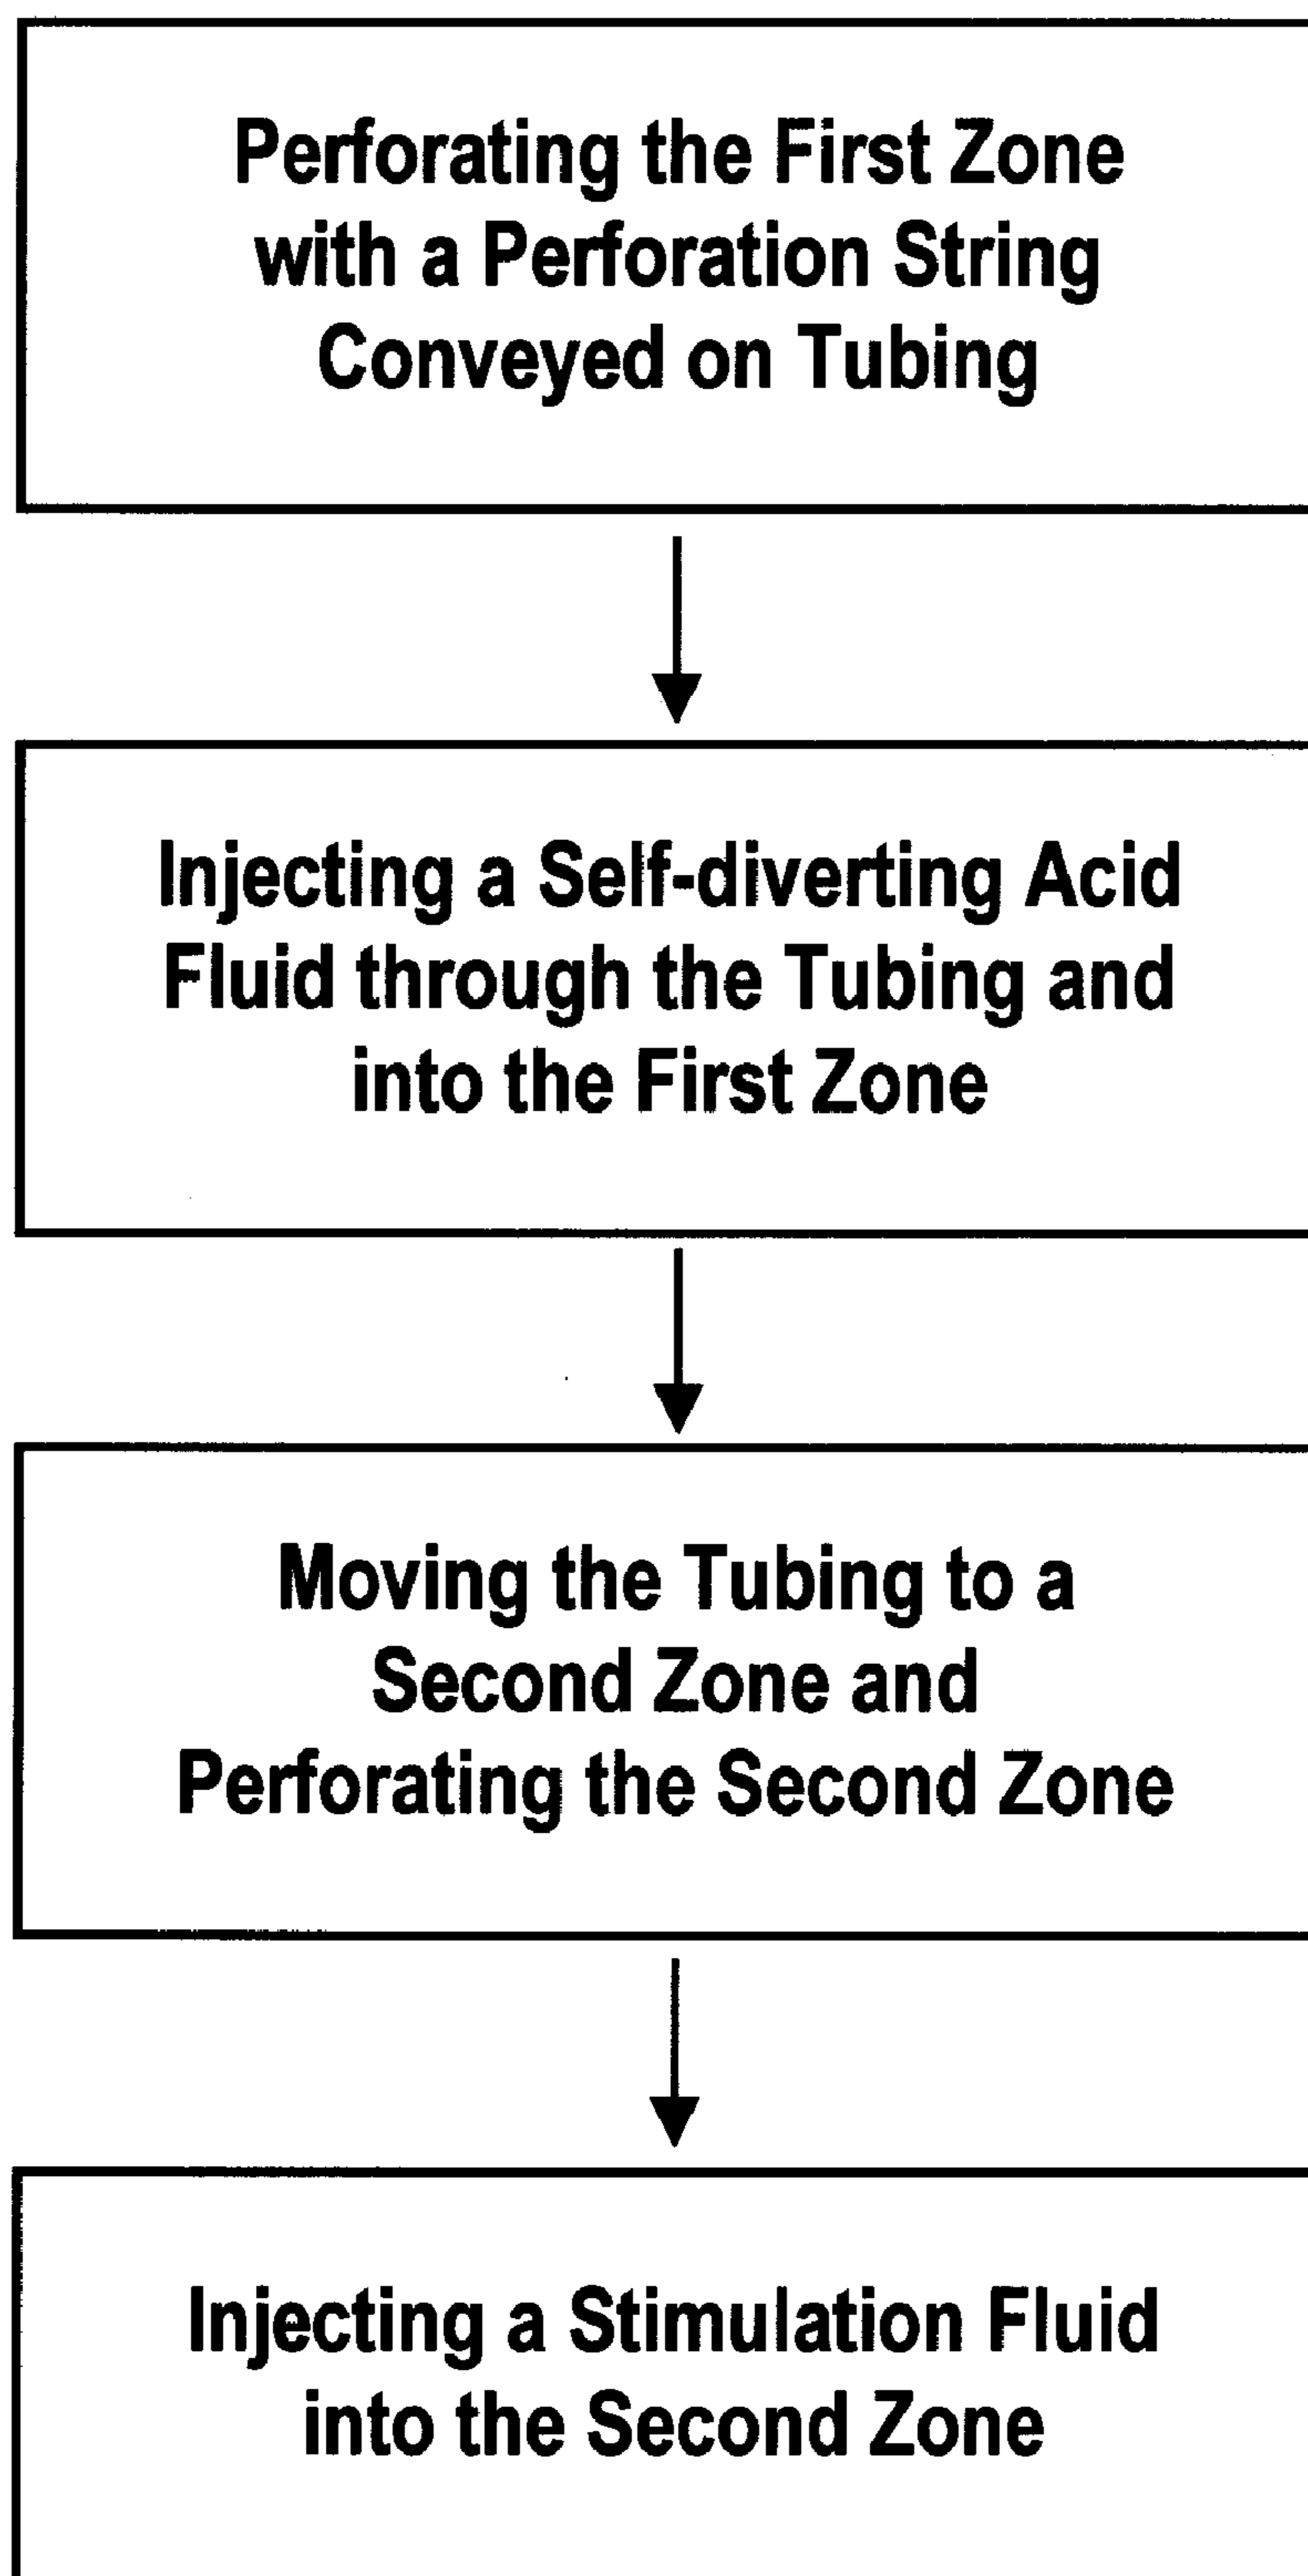 Perforating the First Zone
with a Perforation String
Conveyed on Tubing
Injecting a Self-diverting Acid
Fluid through the Tubing and
into the First Zone
Moving the Tubing to a
Second Zone and
Perforating the Second Zone
Injecting a Stimulation Fluid
into the Second Zone